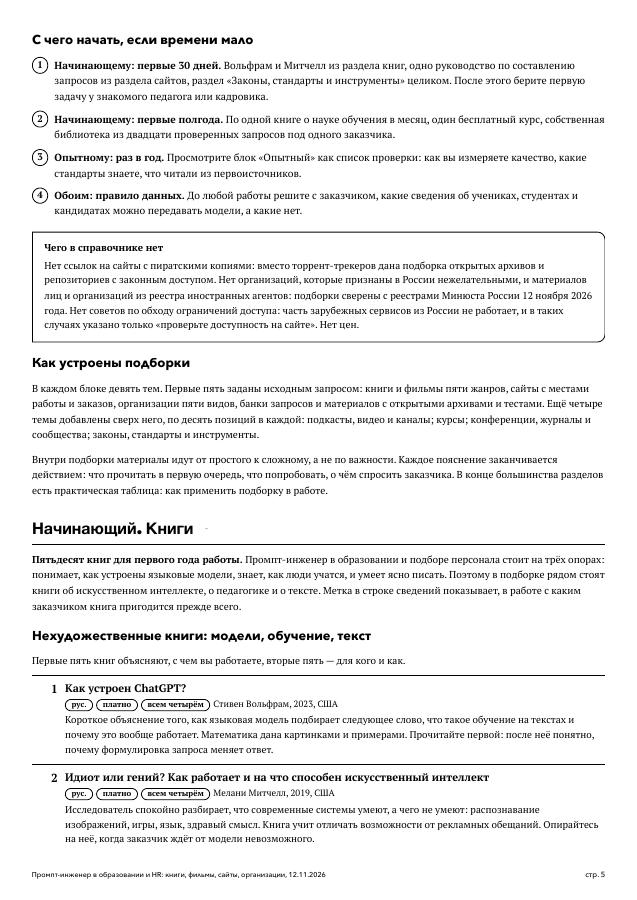 С чего начать, если времени мало
1 Начинающему: первые 30 дней. Вольфрам и Митчелл из раздела книг, одно руководство по составлению
запросов из раздела сайтов, раздел «Законы, стандарты и инструменты» целиком. После этого берите первую
задачу у знакомого педагога или кадровика.
2 Начинающему: первые полгода. По одной книге о науке обучения в месяц, один бесплатный курс, собственная
библиотека из двадцати проверенных запросов под одного заказчика.
3 Опытному: раз в год. Просмотрите блок «Опытный» как список проверки: как вы измеряете качество, какие
стандарты знаете, что читали из первоисточников.
4 Обоим: правило данных. До любой работы решите с заказчиком, какие сведения об учениках, студентах и
кандидатах можно передавать модели, а какие нет.
Чего в справочнике нет
Нет ссылок на сайты с пиратскими копиями: вместо торрент-трекеров дана подборка открытых архивов и
репозиториев с законным доступом. Нет организаций, которые признаны в России нежелательными, и материалов
лиц и организаций из реестра иностранных агентов: подборки сверены с реестрами Минюста России 12 ноября 2026
года. Нет советов по обходу ограничений доступа: часть зарубежных сервисов из России не работает, и в таких
случаях указано только «проверьте доступность на сайте». Нет цен.
Как устроены подборки
В каждом блоке девять тем. Первые пять заданы исходным запросом: книги и фильмы пяти жанров, сайты с местами
работы и заказов, организации пяти видов, банки запросов и материалов с открытыми архивами и тестами. Ещё четыре
темы добавлены сверх него, по десять позиций в каждой: подкасты, видео и каналы; курсы; конференции, журналы и
сообщества; законы, стандарты и инструменты.
Внутри подборки материалы идут от простого к сложному, а не по важности. Каждое пояснение заканчивается
действием: что прочитать в первую очередь, что попробовать, о чём спросить заказчика. В конце большинства разделов
есть практическая таблица: как применить подборку в работе.
Начинающий. Книги
Пятьдесят книг для первого года работы. Промпт-инженер в образовании и подборе персонала стоит на трёх опорах:
понимает, как устроены языковые модели, знает, как люди учатся, и умеет ясно писать. Поэтому в подборке рядом стоят
книги об искусственном интеллекте, о педагогике и о тексте. Метка в строке сведений показывает, в работе с каким
заказчиком книга пригодится прежде всего.
Нехудожественные книги: модели, обучение, текст
Первые пять книг объясняют, с чем вы работаете, вторые пять — для кого и как.
1 Как устроен ChatGPT?
рус. платно всем четырём Стивен Вольфрам, 2023, США
Короткое объяснение того, как языковая модель подбирает следующее слово, что такое обучение на текстах и
почему это вообще работает. Математика дана картинками и примерами. Прочитайте первой: после неё понятно,
почему формулировка запроса меняет ответ.
2 Идиот или гений? Как работает и на что способен искусственный интеллект
рус. платно всем четырём Мелани Митчелл, 2019, США
Исследователь спокойно разбирает, что современные системы умеют, а чего не умеют: распознавание
изображений, игры, язык, здравый смысл. Книга учит отличать возможности от рекламных обещаний. Опирайтесь
на неё, когда заказчик ждёт от модели невозможного.
Промпт-инженер в образовании и HR: книги, фильмы, сайты, организации, 12.11.2026
стр. 5